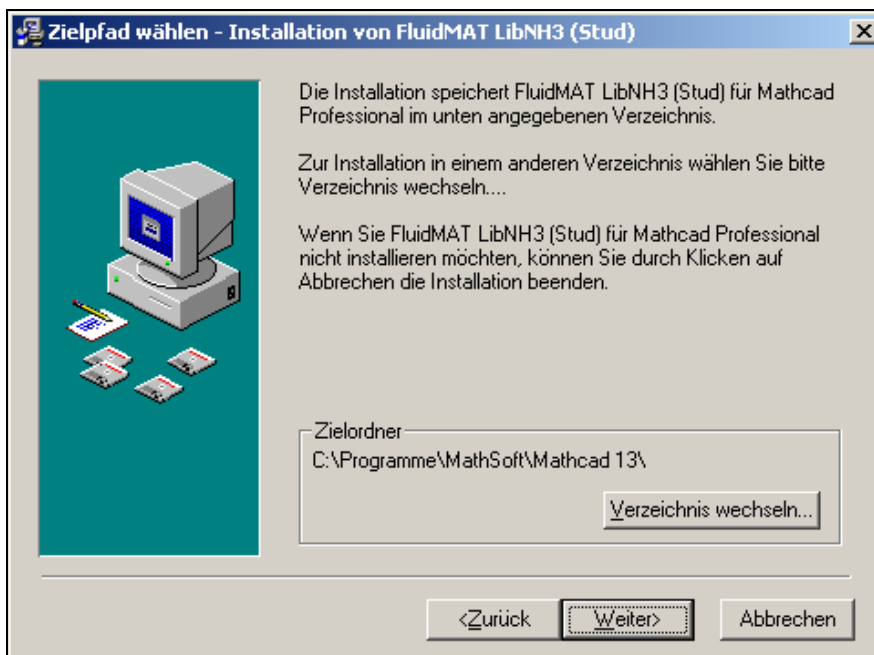 Zielpfad wählen - Installation von FluidMAT LibNH3 (Stud)
Die Installation speichert FluidMAT LibNH3 (Stud) für Mathcad
Professional im unten angegebenen Verzeichnis.
Zur Installation in einem anderen Verzeichnis wählen Sie bitte
Verzeichnis wechseln....
Wenn Sie FluidMAT LibNH3 (Stud) für Mathcad Professional
nicht installieren möchten, können Sie durch Klicken auf
Abbrechen die Installation beenden.
Zielordner
C:\Programme\MathSoft\Mathcad 13\
Verzeichnis wechseln...
<Zurück
Weiter>
Abbrechen